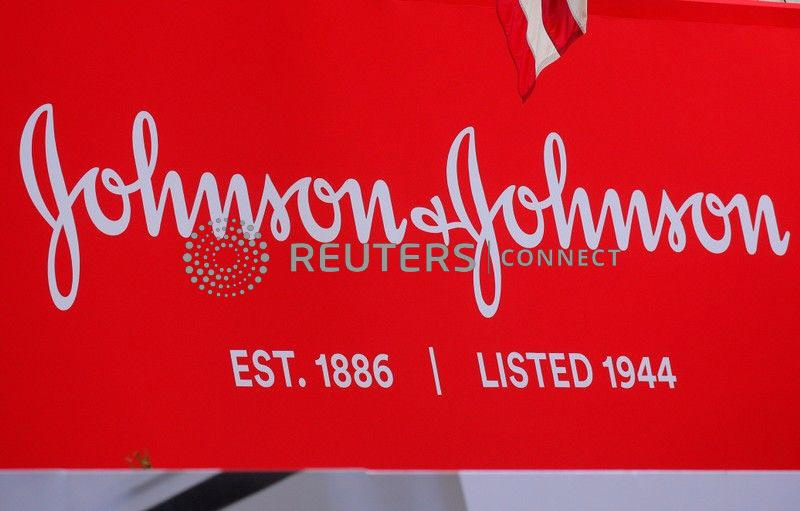 Johnson & Johnson
REUTERS | CONNECT
EST. 1886 | LISTED 1944